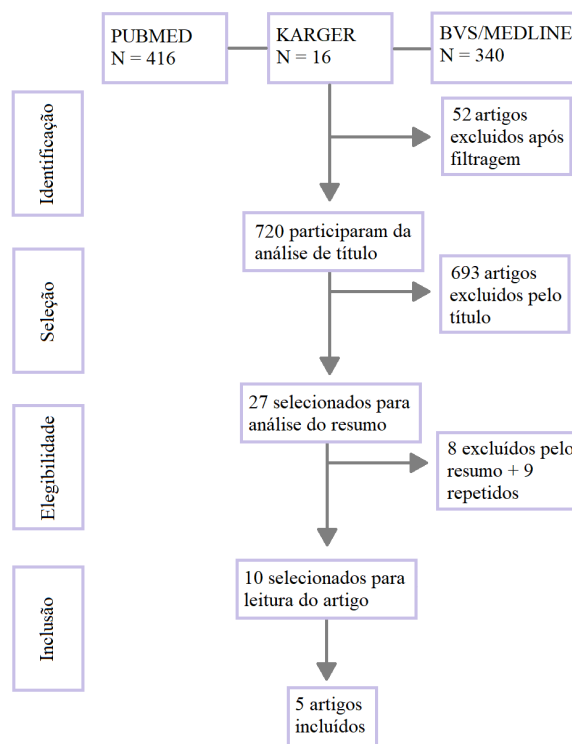 PUBMED
N = 416
KARGER
N = 16
BVS/MEDLINE
N = 340
Identificação
52 artigos
excluidos após
filtragem
720 participaram da
análise de título
Seleção
693 artigos
excluidos pelo
título
27 selecionados para
análise do resumo
Elegibilidade
8 excluídos pelo
resumo + 9
repetidos
10 selecionados para
leitura do artigo
Inclusão
5 artigos
incluídos